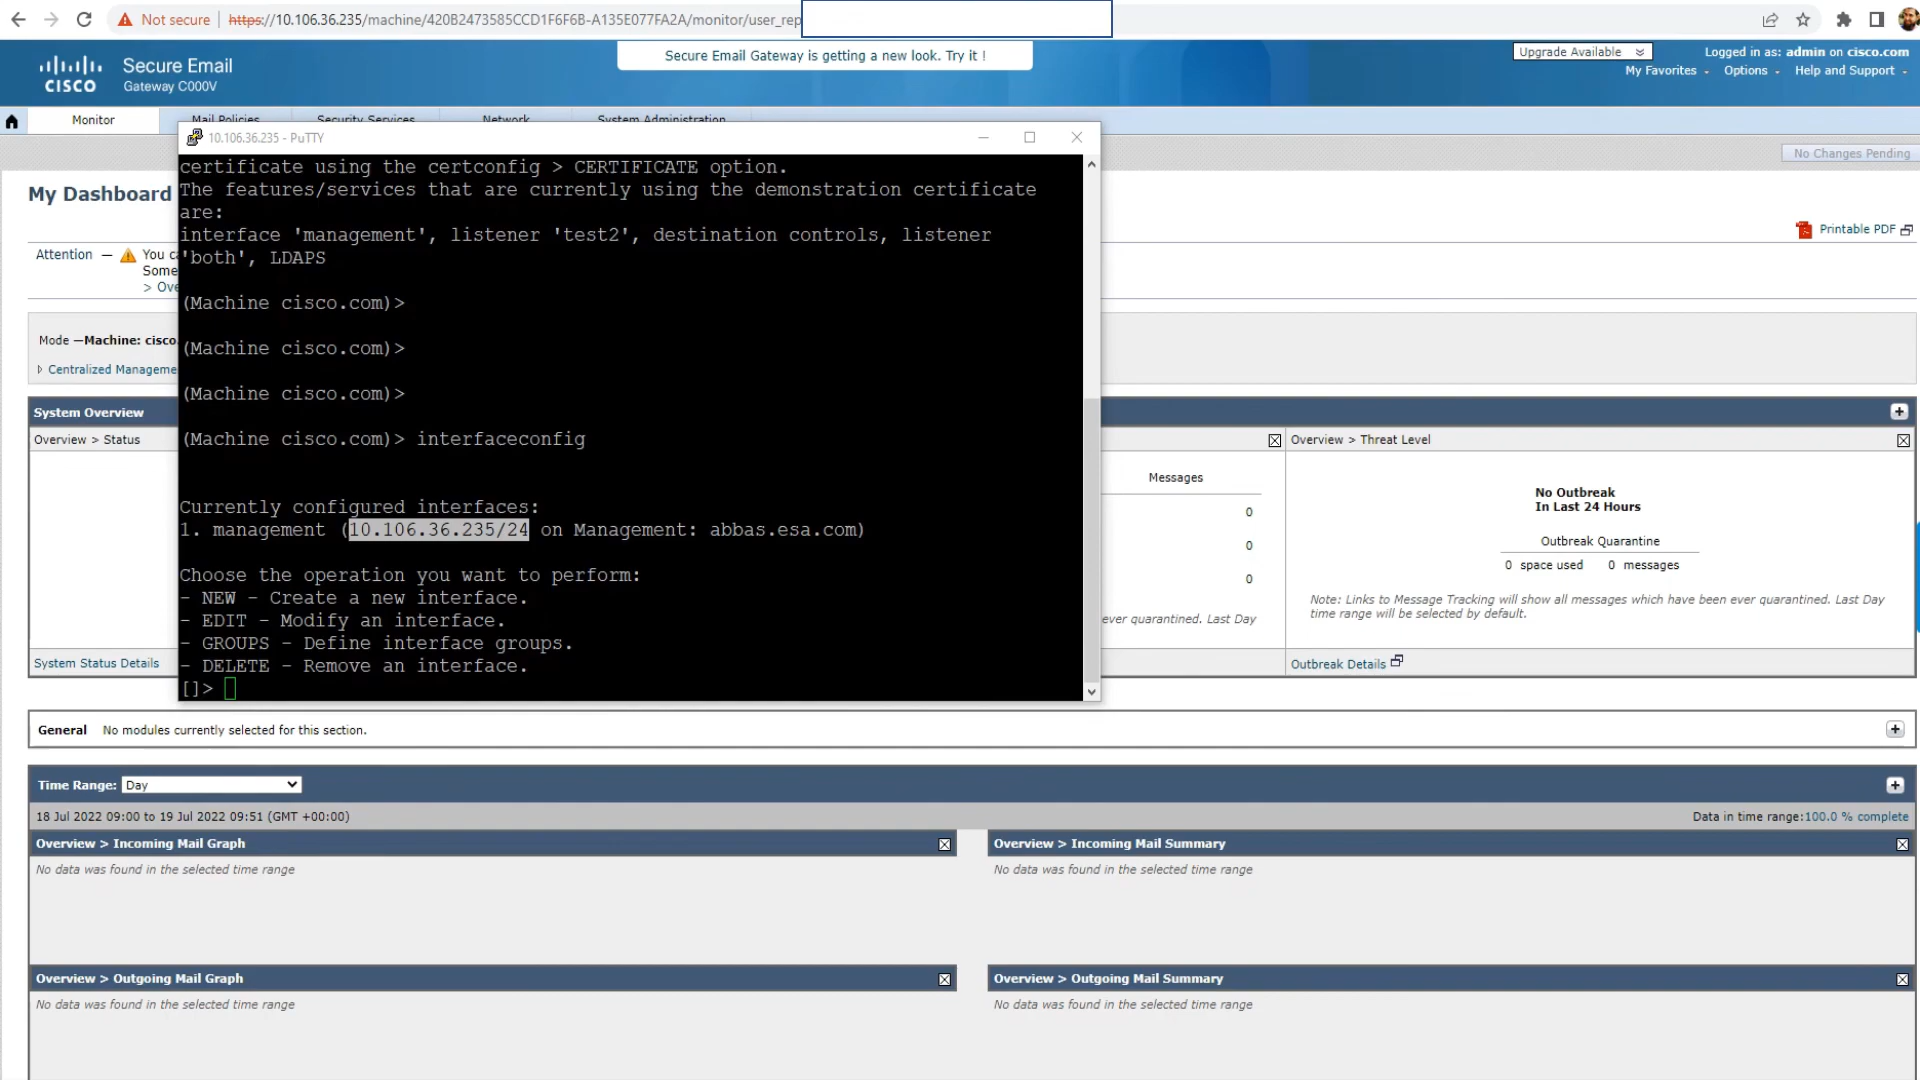 Not secure
https://10.106.36.235/machine/420B2473585CCD1F6F6B-A135E077FA2A/monitor/user_rep
CISCO
Secure Email
Gateway C000V
Secure Email Gateway is getting a new look. Try it !
Upgrade Available
Logged in as: admin on cisco.com
My Favorites
Options
Help and Support
Monitor
Mail Policies
Security Services
Network
System Administration
No Changes Pending
10.106.36.235 - PuTTY
certificate using the certconfig > CERTIFICATE option.
The features/services that are currently using the demonstration certificate
are:
interface 'management', listener 'test2', destination controls, listener
'both', LDAPS
(Machine cisco.com)>
(Machine cisco.com)>
(Machine cisco.com)>
(Machine cisco.com)> interfaceconfig
Currently configured interfaces:
1. management (10.106.36.235/24 on Management: abbas.esa.com)
Choose the operation you want to perform:
- NEW - Create a new interface.
- EDIT - Modify an interface.
- GROUPS - Define interface groups.
- DELETE - Remove an interface.
[]>
My Dashboard
Printable PDF
Attention —
You ca
Some
> Ove
Mode —Machine: cisco.
Centralized Manageme
System Overview
Overview > Status
System Status Details
Messages
0
0
0
ever quarantined. Last Day
Overview > Threat Level
No Outbreak
In Last 24 Hours
Outbreak Quarantine
0 space used 0 messages
Note: Links to Message Tracking will show all messages which have been ever quarantined. Last Day
time range will be selected by default.
Outbreak Details
General No modules currently selected for this section.
Time Range: Day
18 Jul 2022 09:00 to 19 Jul 2022 09:51 (GMT +00:00)
Data in time range:100.0 % complete
Overview > Incoming Mail Graph
No data was found in the selected time range
Overview > Incoming Mail Summary
No data was found in the selected time range
Overview > Outgoing Mail Graph
No data was found in the selected time range
Overview > Outgoing Mail Summary
No data was found in the selected time range